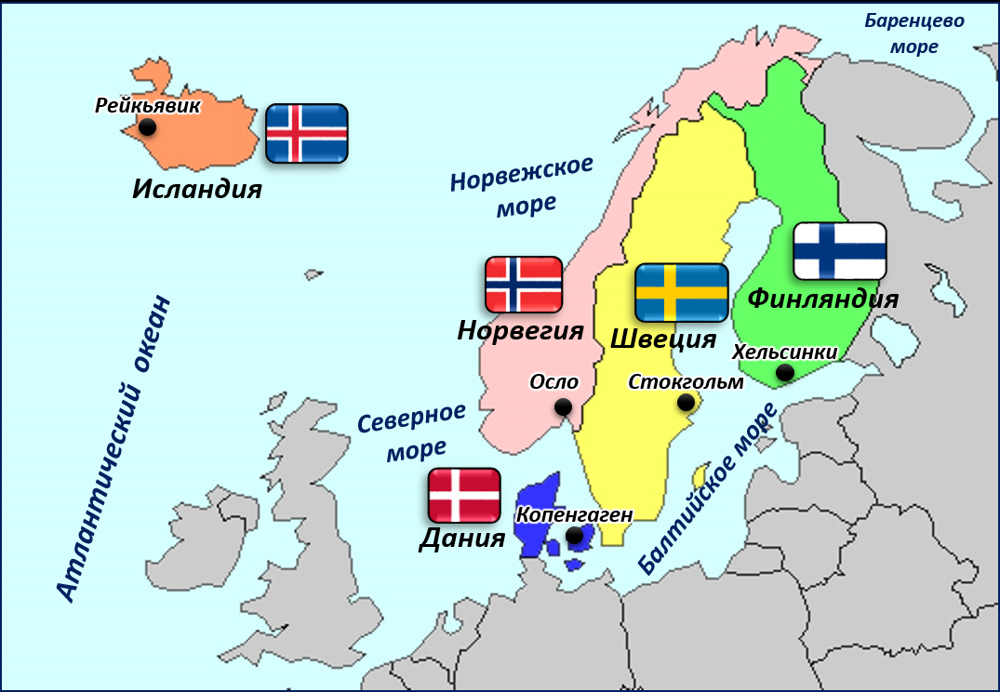 Баренцево
море
Рейкьявик
Исландия
Норвежское
море
Норвегия
Швеция
Финляндия
Хельсинки
Осло
Стокгольм
Атлантический океан
Северное
море
Балтийское море
Дания
Копенгаген